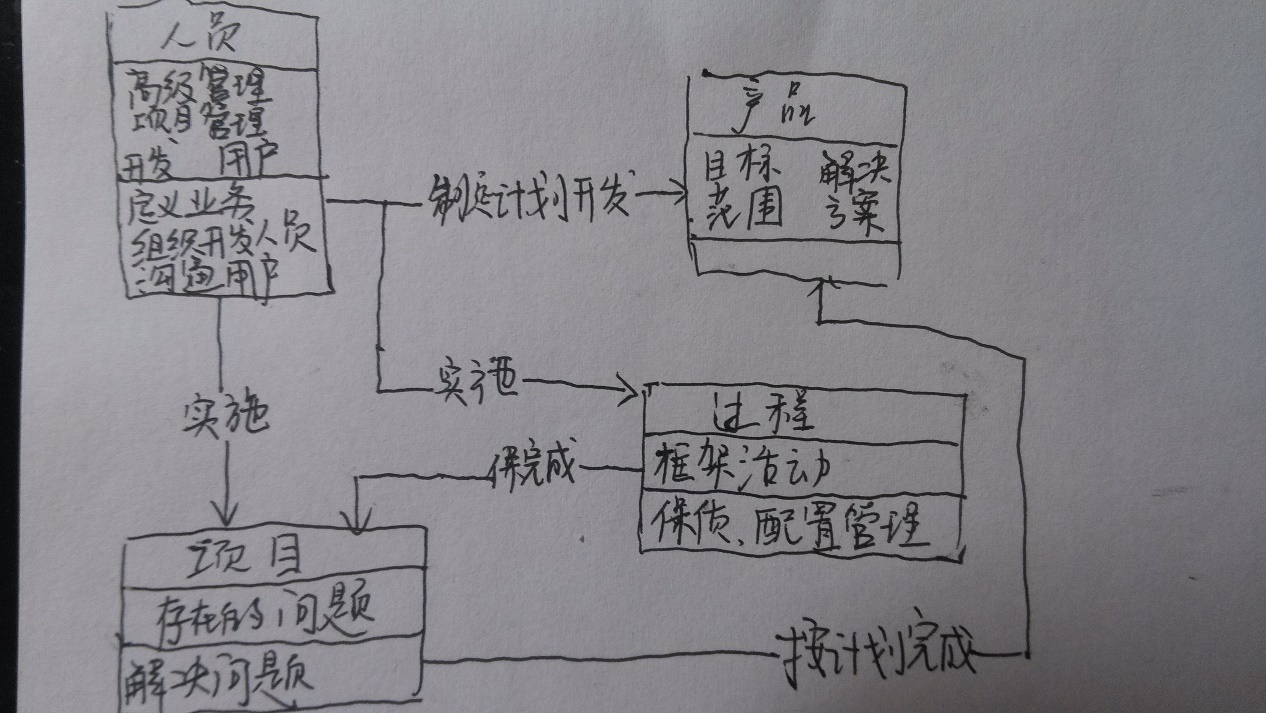 人员
高级管理
项目管理
开发 用户
定义业务
组织开发人员
沟通用户
制定计划开发
产品
目标 解决
范围 方案
实施
实施
过程
框架活动
保质、配置管理
保完成
项目
存在的问题
解决问题
按计划完成